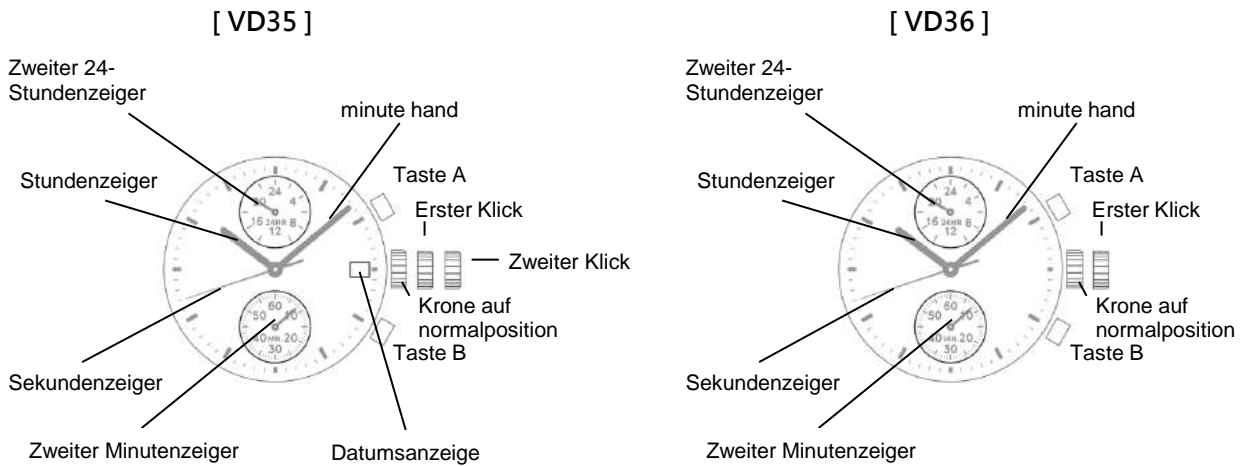 [ VD35 ]
Zweiter 24-
Stundenzeiger
minute hand
Stundenzeiger
Taste A
Erster Klick
Zweiter Klick
Krone auf
normalposition
Taste B
Sekundenzeiger
Zweiter Minutenzeiger
Datumsanzeige
24
4
8
12
16
20
24HR
60
10
20
30
40
50
MIN.
[ VD36 ]
Zweiter 24-
Stundenzeiger
minute hand
Stundenzeiger
Taste A
Erster Klick
Krone auf
normalposition
Taste B
Sekundenzeiger
Zweiter Minutenzeiger
24
4
8
12
16
20
24HR
60
10
20
30
40
50
MIN.